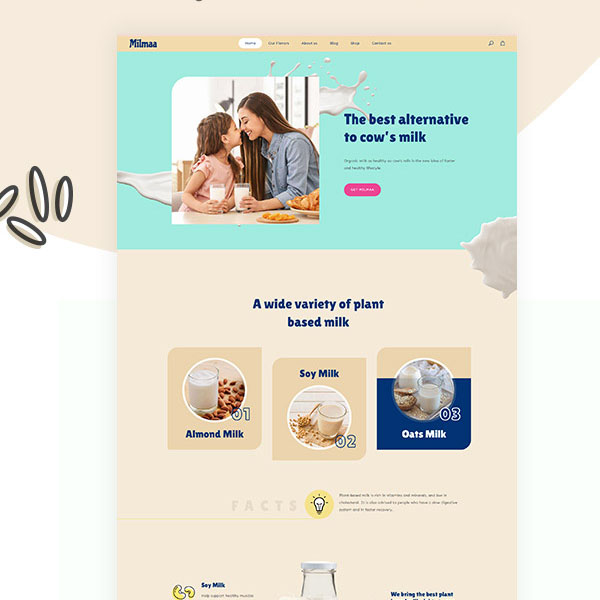 Milmaa
Home Our Flavors About us Blog Shop Contact us
The best alternative
to cow's milk
Organic milk as healthy as cow's milk is the new idea of faster
and healthy lifestyle.
GET MILMAA
A wide variety of plant
based milk
01
Almond Milk
Soy Milk
02
03
Oats Milk
FACTS
Plant-based milk is rich in vitamins and minerals, and low in
cholesterol. It is also advised to people who have a slow digestive
system and in faster recovery.
Soy Milk
Help support healthy muscles
We bring the best plant